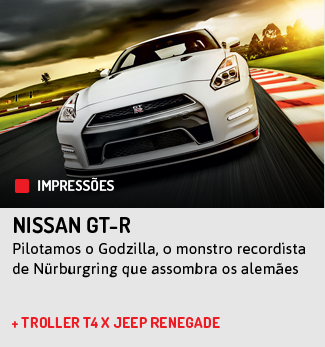 IMPRESSÕES
NISSAN GT-R
Pilotamos o Godzilla, o monstro recordista
de Nürburgring que assombra os alemães
+ TROLLER T4 X JEEP RENEGADE